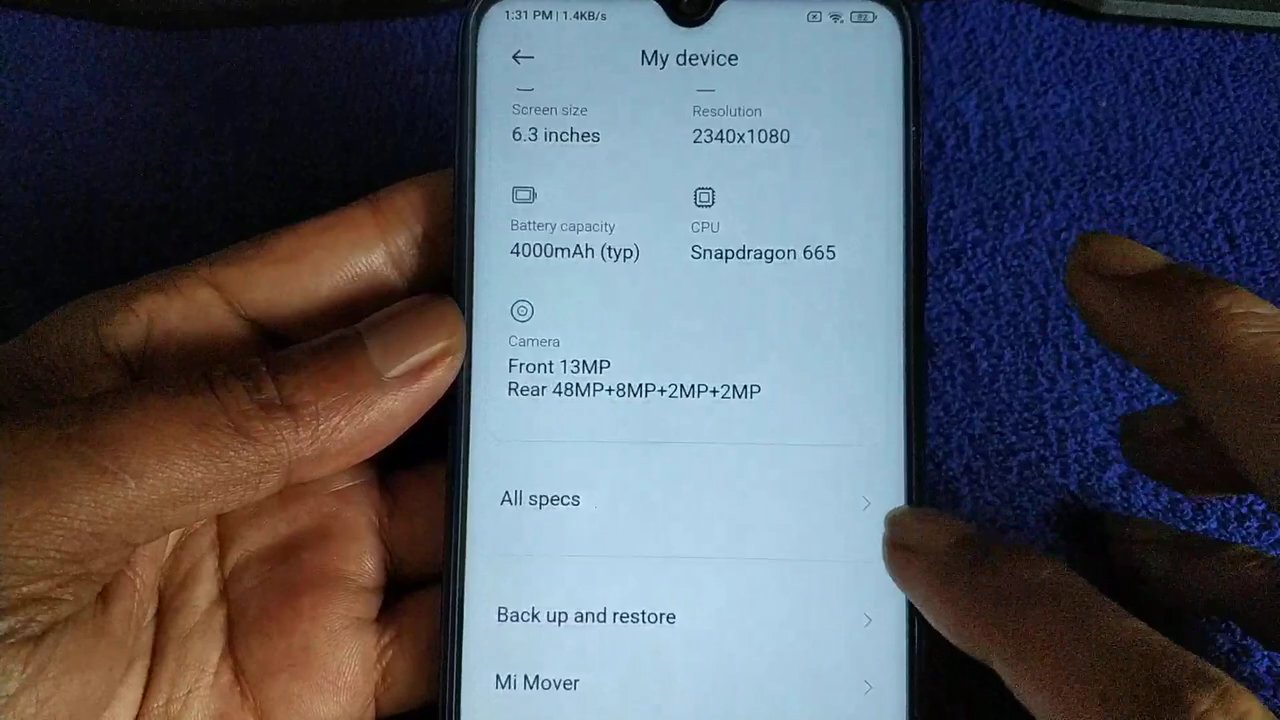 1:31 PM | 1.4KB/s
82
My device
Screen size
Resolution
6.3 inches
2340x1080
Battery capacity
CPU
4000mAh (typ)
Snapdragon 665
Camera
Front 13MP
Rear 48MP+8MP+2MP+2MP
All specs
Back up and restore
Mi Mover